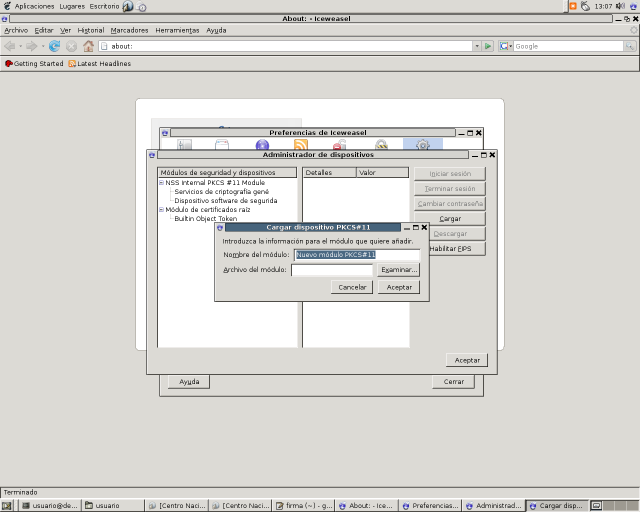 Aplicaciones Lugares Escritorio 13:07
About: - Iceweasel
Archivo Editar Ver Historial Marcadores Herramientas Ayuda
about: Google
Getting Started Latest Headlines
Preferencias de Iceweasel
Administrador de dispositivos
Módulos de seguridad y dispositivos Detalles Valor Iniciar sesión
NSS Internal PKCS #11 Module
Servicios de criptografía gené Terminar sesión
Dispositivo software de segurida Cambiar contraseña
Módulo de certificados raíz
Builtin Object Token Cargar
Cargar dispositivo PKCS#11 Descargar
Introduzca la información para el módulo que quiere añadir.
Habilitar FIPS
Nombre del módulo: Nuevo módulo PKCS#11
Archivo del módulo: Examinar...
Cancelar Aceptar
Aceptar
Ayuda Cerrar
Terminado
usuario@de... usuario [Centro Naci... [Centro Naci... firma (~) - g... About: - Ice... Preferencias... Administrad... Cargar disp...